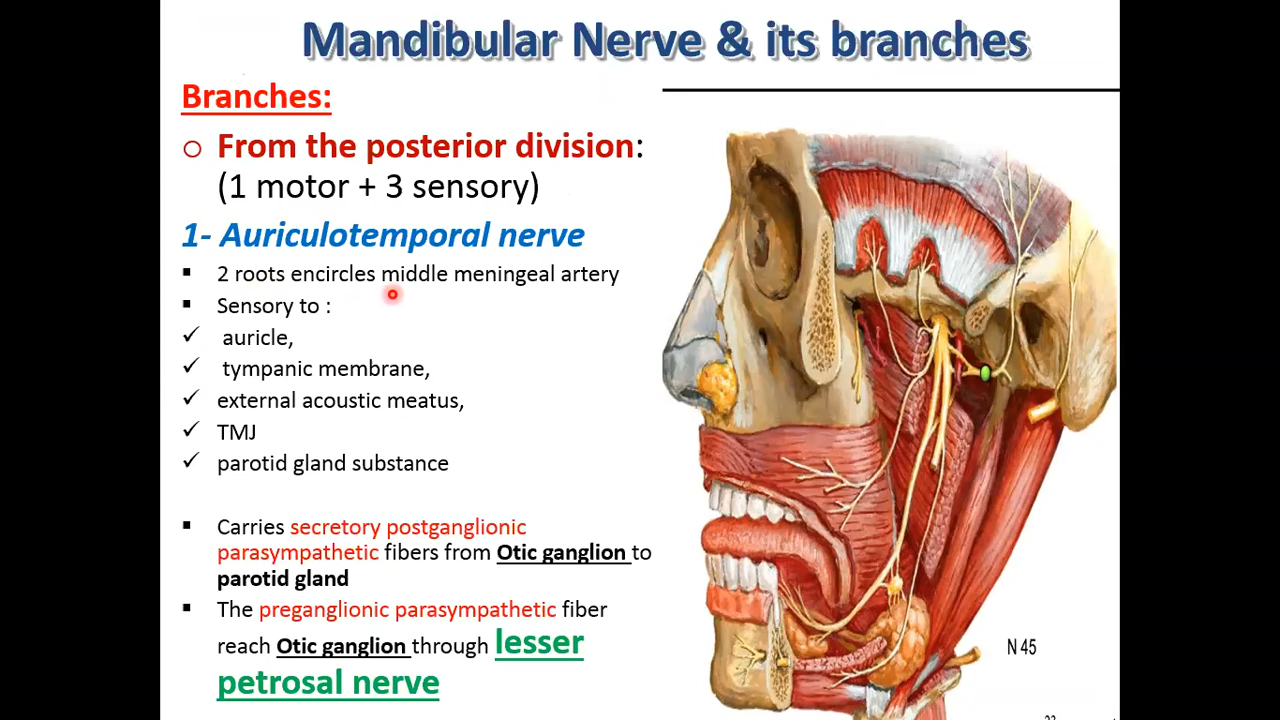 Mandibular Nerve & its branches
Branches:
o From the posterior division:
(1 motor + 3 sensory)
1- Auriculotemporal nerve
▪ 2 roots encircles middle meningeal artery
▪ Sensory to :
✓ auricle,
✓ tympanic membrane,
✓ external acoustic meatus,
✓ TMJ
✓ parotid gland substance
▪ Carries secretory postganglionic
parasympathetic fibers from Otic ganglion to
parotid gland
▪ The preganglionic parasympathetic fiber
reach Otic ganglion through lesser
petrosal nerve
N 45